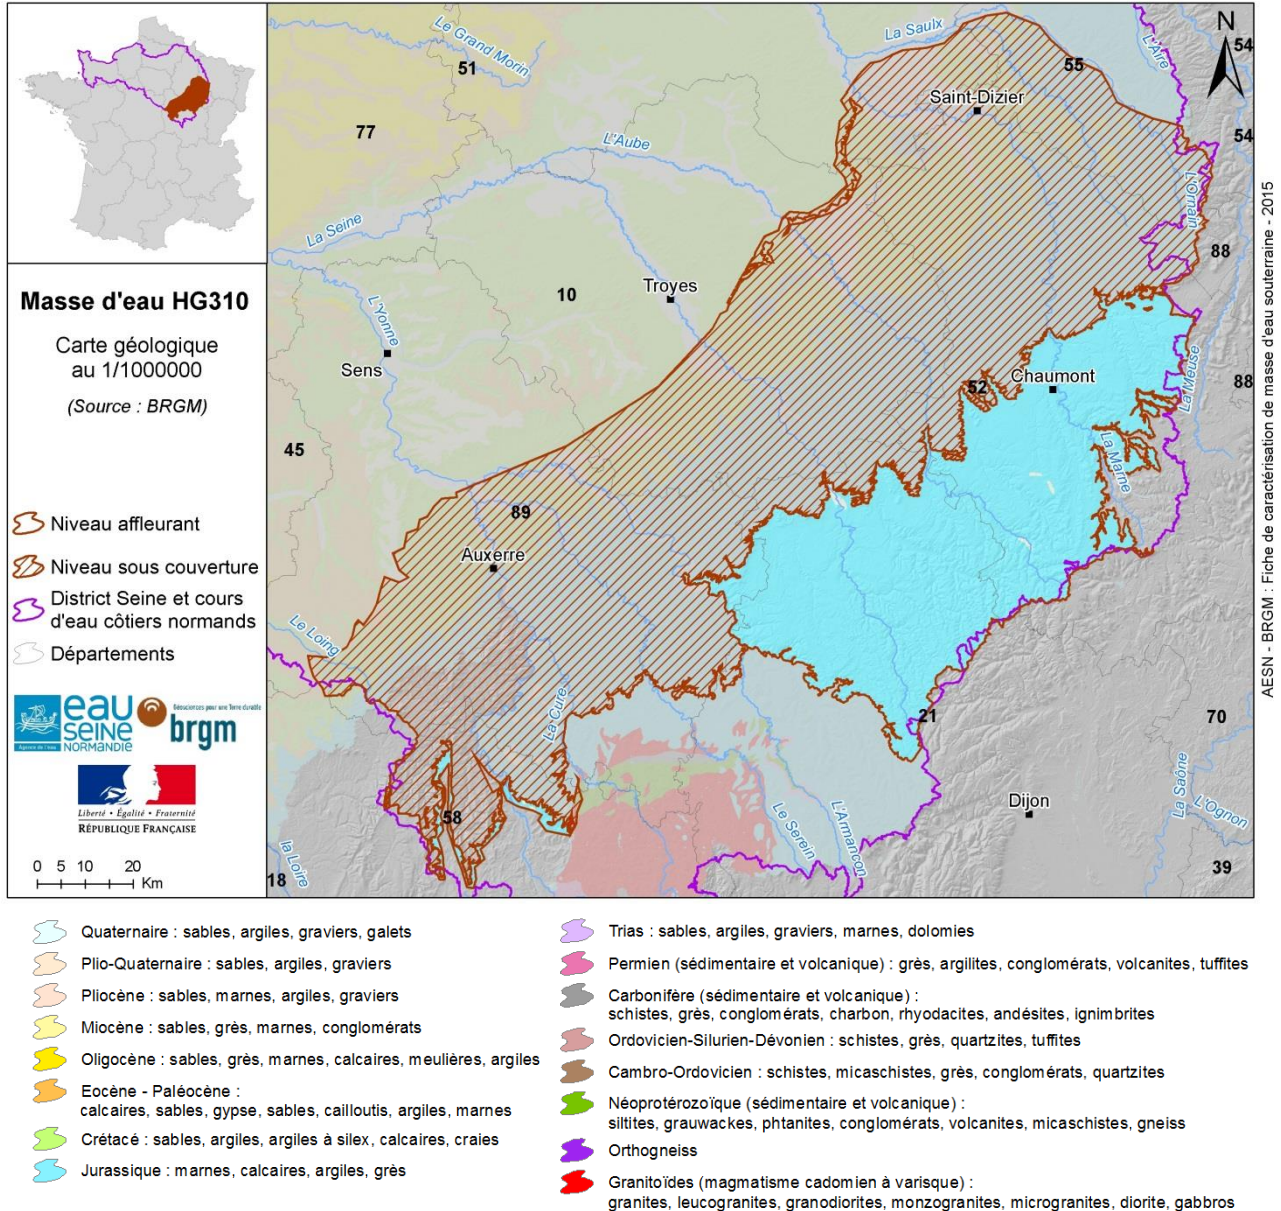 Masse d'eau HG310
Carte géologique
au 1/1000000
(Source : BRGM)
Niveau affleurant
Niveau sous couverture
District Seine et cours
d'eau côtiers normands
Départements
eau
SEINE
NORMANDIE
Agence de l'eau
Géosciences pour une Terre durable
brgm
Liberté • Égalité • Fraternité
RÉPUBLIQUE FRANÇAISE
0 5 10 20
Km
N
Le Grand Morin
La Saulx
L'Aire
54
51
55
Saint-Dizier
77
L'Aube
54
L'Ornain
La Seine
88
10
Troyes
L'Yonne
Sens
La Meuse
52
Chaumont
88
45
La Marne
89
Auxerre
Le Loing
La Cure
21
70
La Saône
L'Ognon
Dijon
58
Le Serein
L'Armançon
la Loire
18
39
AESN - BRGM : Fiche de caractérisation de masse d'eau souterraine - 2015
Quaternaire : sables, argiles, graviers, galets
Plio-Quaternaire : sables, argiles, graviers
Pliocène : sables, marnes, argiles, graviers
Miocène : sables, grès, marnes, conglomérats
Oligocène : sables, grès, marnes, calcaires, meulières, argiles
Eocène - Paléocène :
calcaires, sables, gypse, sables, cailloutis, argiles, marnes
Crétacé : sables, argiles, argiles à silex, calcaires, craies
Jurassique : marnes, calcaires, argiles, grès
Trias : sables, argiles, graviers, marnes, dolomies
Permien (sédimentaire et volcanique) : grès, argilites, conglomérats, volcanites, tuffites
Carbonifère (sédimentaire et volcanique) :
schistes, grès, conglomérats, charbon, rhyodacites, andésites, ignimbrites
Ordovicien-Silurien-Dévonien : schistes, grès, quartzites, tuffites
Cambro-Ordovicien : schistes, micaschistes, grès, conglomérats, quartzites
Néoprotérozoïque (sédimentaire et volcanique) :
siltites, grauwackes, phtanites, conglomérats, volcanites, micaschistes, gneiss
Orthogneiss
Granitoïdes (magmatisme cadomien à varisque) :
granites, leucogranites, granodiorites, monzogranites, microgranites, diorite, gabbros